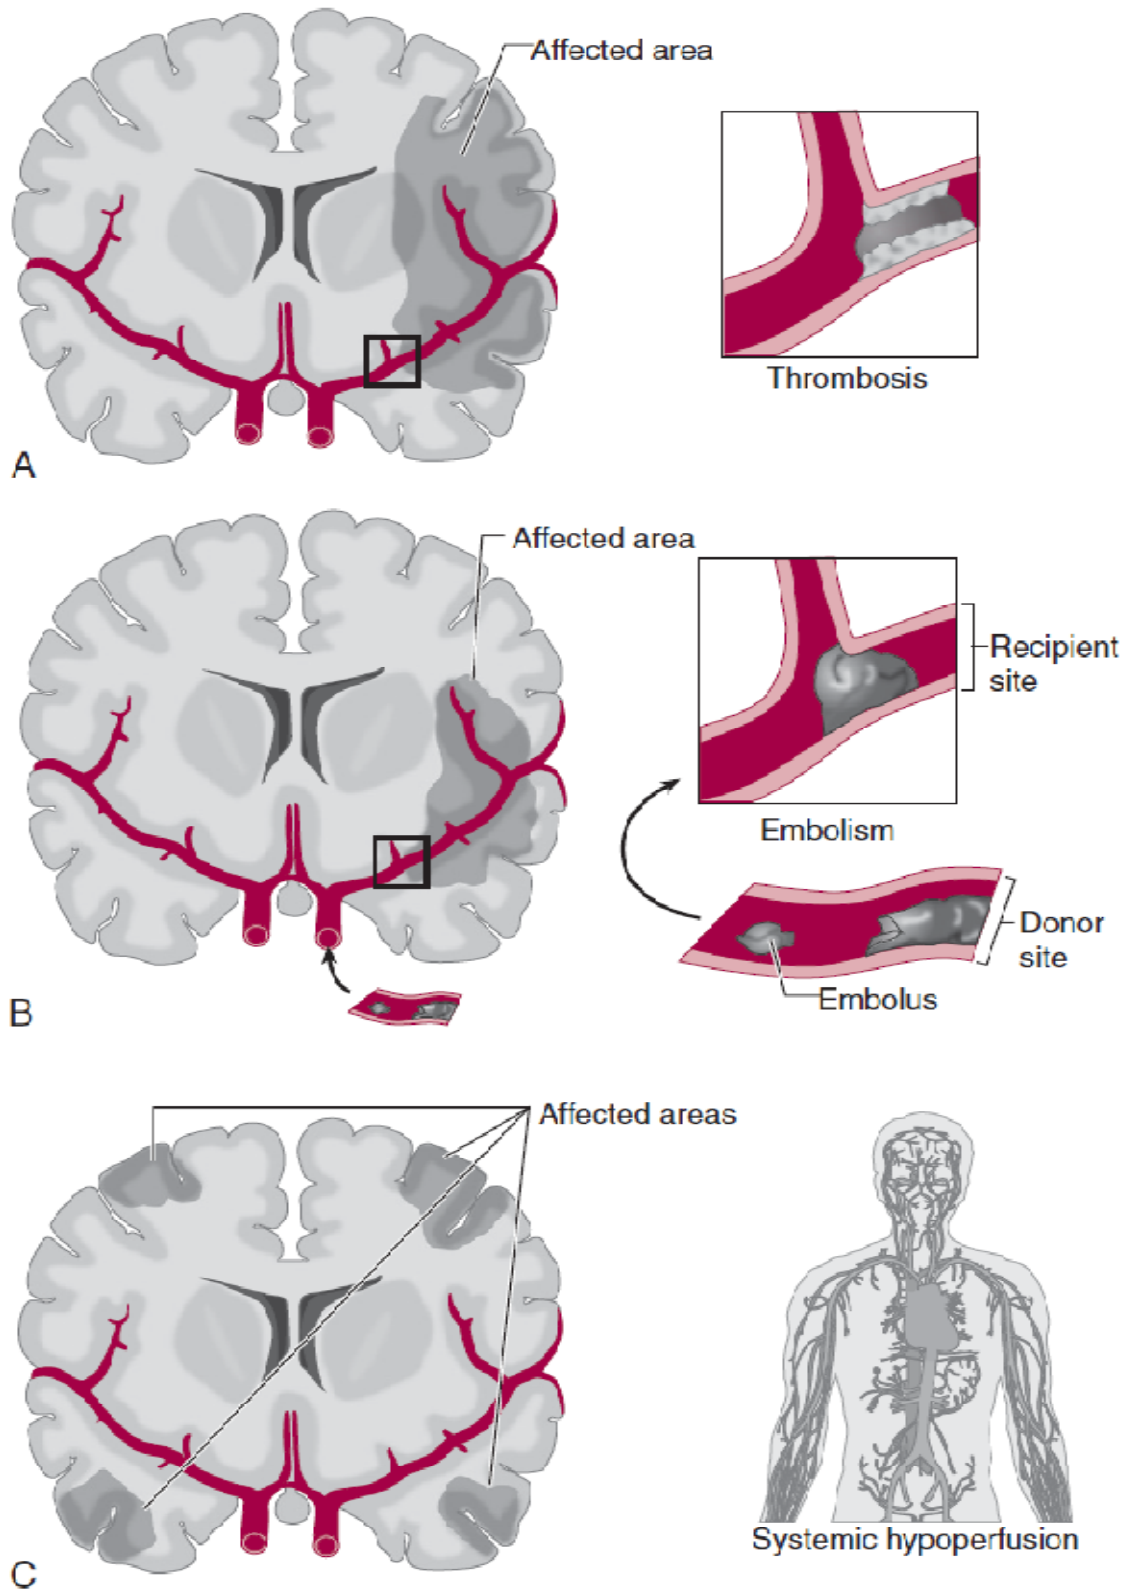 Affected area
Thrombosis
A
Affected area
Recipient
site
Embolism
Donor
site
Embolus
B
Affected areas
Systemic hypoperfusion
C